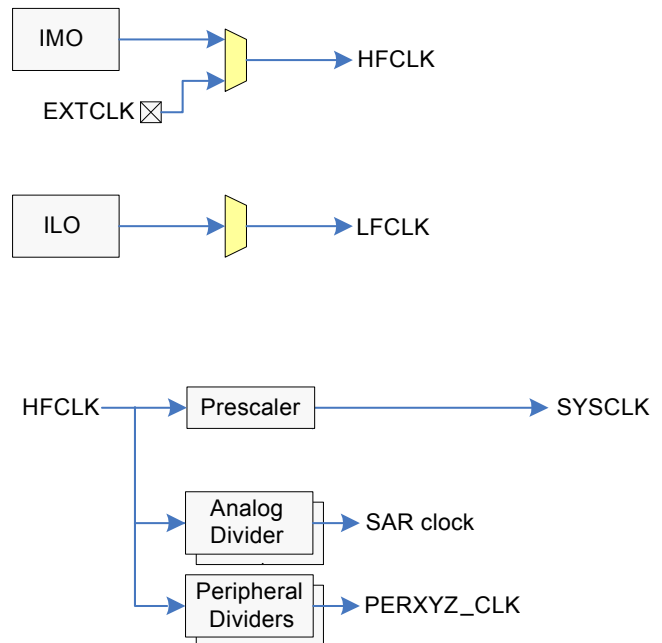 IMO
HFCLK
EXTCLK
ILO
LFCLK
HFCLK
Prescaler
SYSCLK
Analog
Divider
SAR clock
Peripheral
Dividers
PERXYZ_CLK